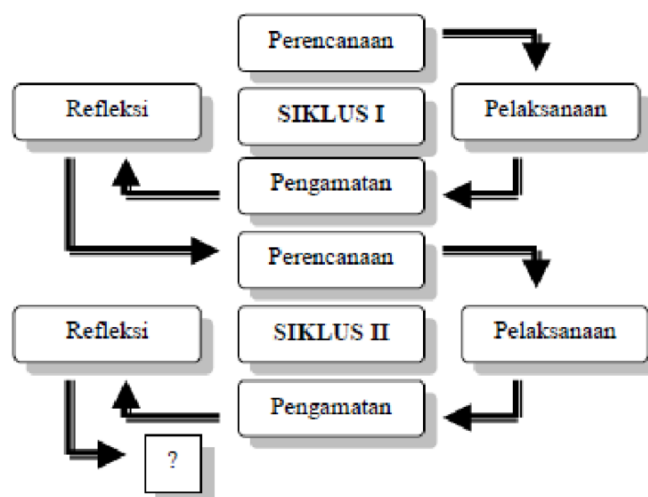 Perencanaan
Refleksi
SIKLUS I
Pelaksanaan
Pengamatan
Perencanaan
Refleksi
SIKLUS II
Pelaksanaan
Pengamatan
?